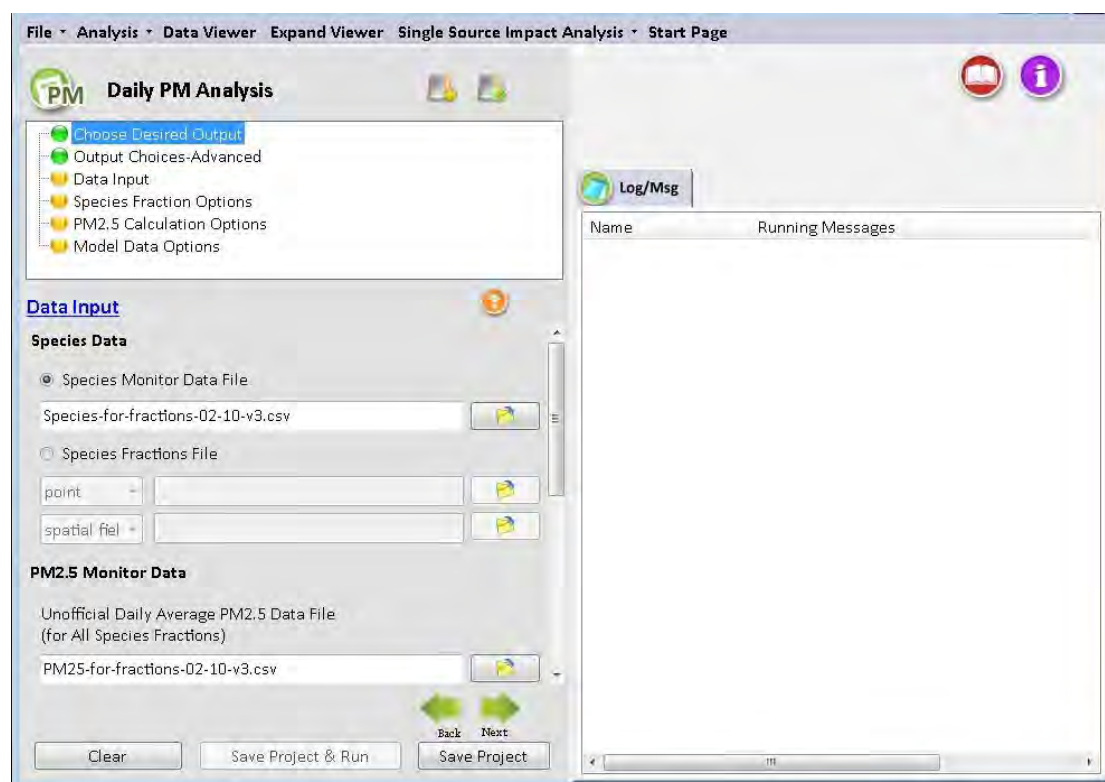 File Analysis Data Viewer Expand Viewer Single Source Impact Analysis Start Page
PM Daily PM Analysis
Choose Desired Output
Output Choices-Advanced
Data Input
Species Fraction Options
PM2.5 Calculation Options
Model Data Options
Data Input
Species Data
Species Monitor Data File
Species-for-fractions-02-10-v3.csv
Species Fractions File
point
spatial fiel
PM2.5 Monitor Data
Unofficial Daily Average PM2.5 Data File
(for All Species Fractions)
PM25-for-fractions-02-10-v3.csv
Back Next
Clear Save Project & Run Save Project
i
Log/Msg
Name Running Messages